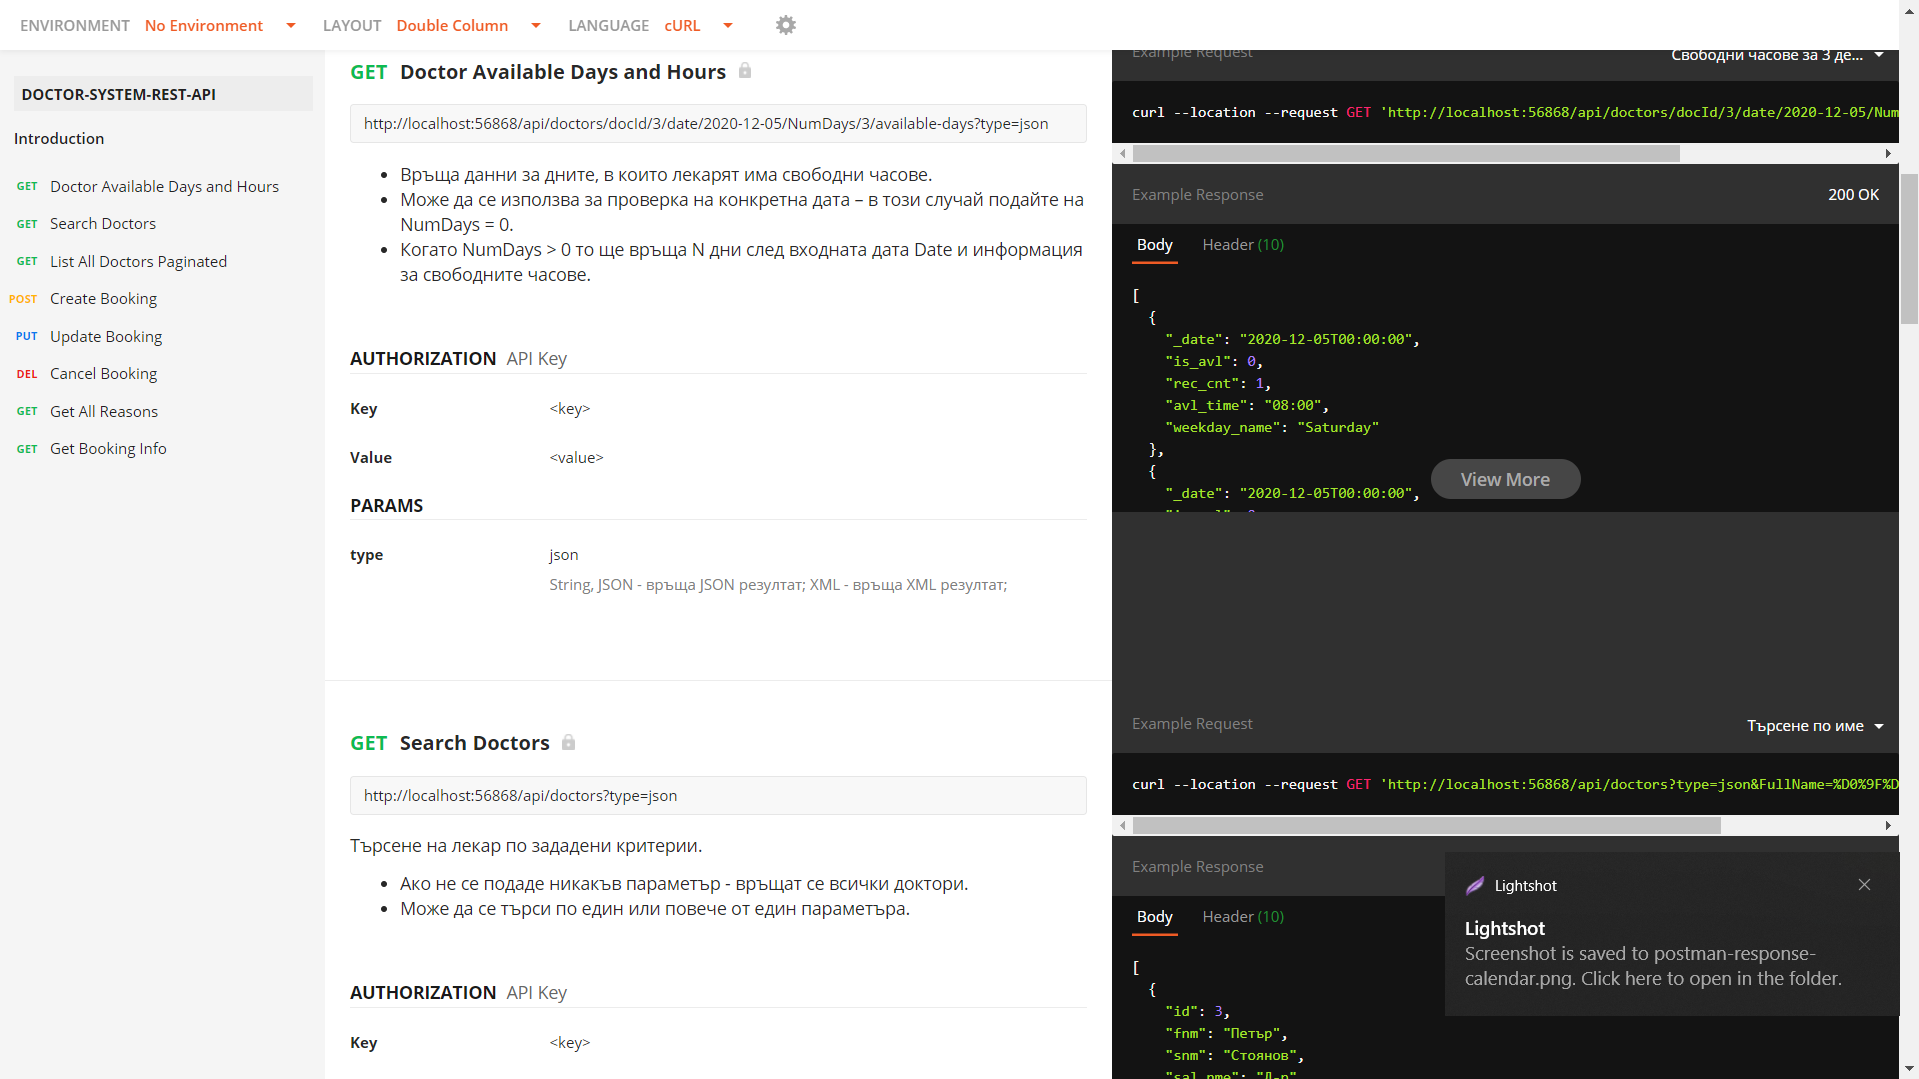 ENVIRONMENT No Environment LAYOUT Double Column LANGUAGE cURL
DOCTOR-SYSTEM-REST-API
Introduction
GET Doctor Available Days and Hours
GET Search Doctors
GET List All Doctors Paginated
POST Create Booking
PUT Update Booking
DEL Cancel Booking
GET Get All Reasons
GET Get Booking Info
GET Doctor Available Days and Hours
http://localhost:56868/api/doctors/docId/3/date/2020-12-05/NumDays/3/available-days?type=json
• Връща данни за дните, в които лекарят има свободни часове.
• Може да се използва за проверка на конкретна дата – в този случай подайте на
NumDays = 0.
• Когато NumDays > 0 то ще връща N дни след входната дата Date и информация
за свободните часове.
AUTHORIZATION API Key
Key <key>
Value <value>
PARAMS
type json
String, JSON - връща JSON резултат; XML - връща XML резултат;
GET Search Doctors
http://localhost:56868/api/doctors?type=json
Търсене на лекар по зададени критерии.
• Ако не се подаде никакъв параметър - връщат се всички доктори.
• Може да се търси по един или повече от един параметъра.
AUTHORIZATION API Key
Key <key>
Example Request Свободни часове за 3 де...
curl --location --request GET 'http://localhost:56868/api/doctors/docId/3/date/2020-12-05/Num
Example Response 200 OK
Body Header (10)
[
{
"_date": "2020-12-05T00:00:00",
"is_avl": 0,
"rec_cnt": 1,
"avl_time": "08:00",
"weekday_name": "Saturday"
},
{
"_date": "2020-12-05T00:00:00",
View More
Example Request Търсене по име
curl --location --request GET 'http://localhost:56868/api/doctors?type=json&FullName=%D0%9F%D
Example Response
Body Header (10)
[
{
"id": 3,
"fnm": "Петър",
"snm": "Стоянов",
"sal_nme": "Д-р"
Lightshot
Lightshot
Screenshot is saved to postman-response-
calendar.png. Click here to open in the folder.